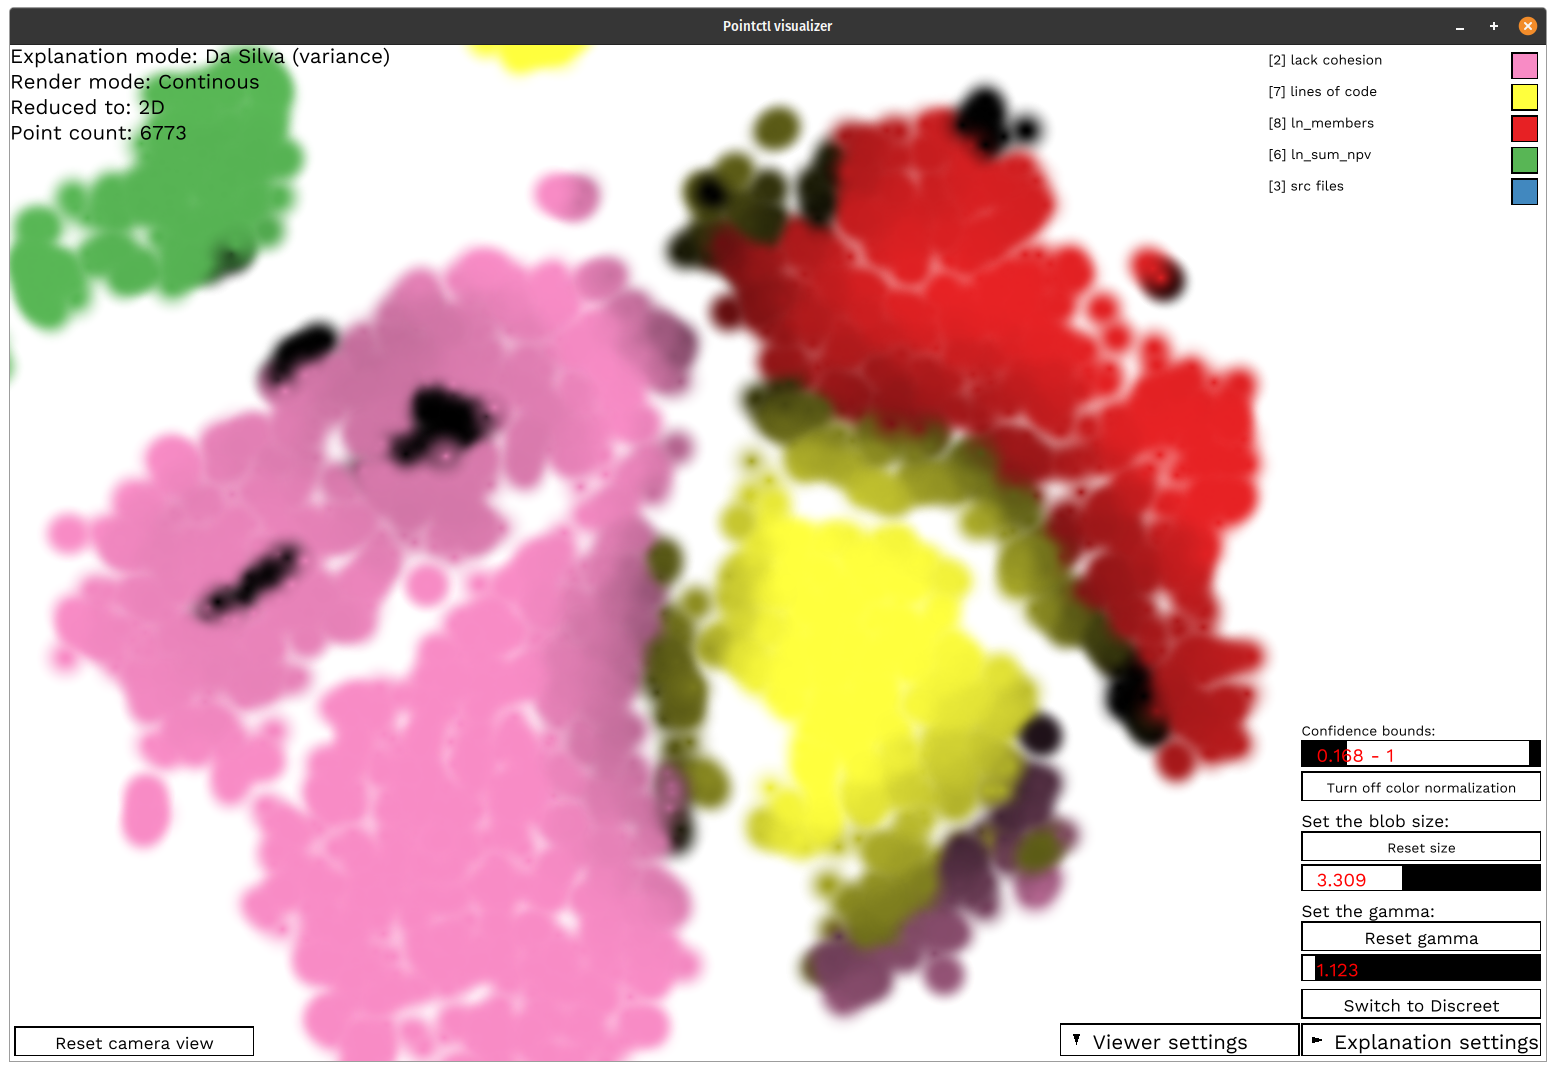 Pointctl visualizer
Explanation mode: Da Silva (variance)
Render mode: Continous
Reduced to: 2D
Point count: 6773
[2] lack cohesion
[7] lines of code
[8] ln_members
[6] ln_sum_npv
[3] src files
Confidence bounds:
0.168 - 1
Turn off color normalization
Set the blob size:
Reset size
3.309
Set the gamma:
Reset gamma
1.123
Switch to Discreet
Reset camera view
Viewer settings
Explanation settings